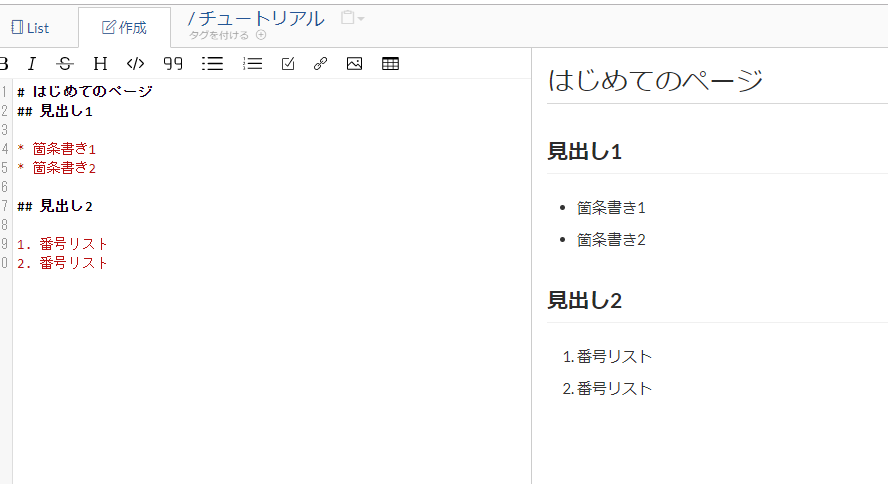 List
作成
/ チュートリアル
タグを付ける
B I S H </> 99
1 # はじめてのページ
2 ## 見出し1
3
4 * 箇条書き1
5 * 箇条書き2
6
7 ## 見出し2
8
9 1. 番号リスト
0 2. 番号リスト
はじめてのページ
見出し1
• 箇条書き1
• 箇条書き2
見出し2
1. 番号リスト
2. 番号リスト